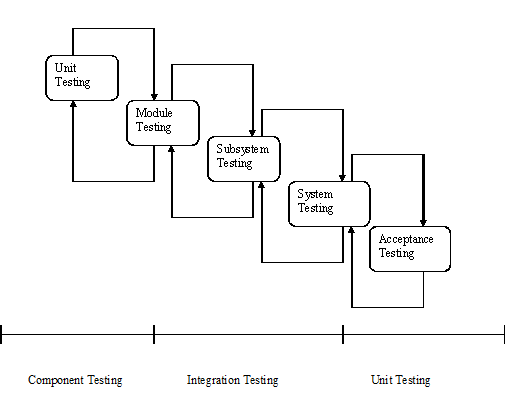 Unit
Testing
Module
Testing
Subsystem
Testing
System
Testing
Acceptance
Testing
Component Testing
Integration Testing
Unit Testing